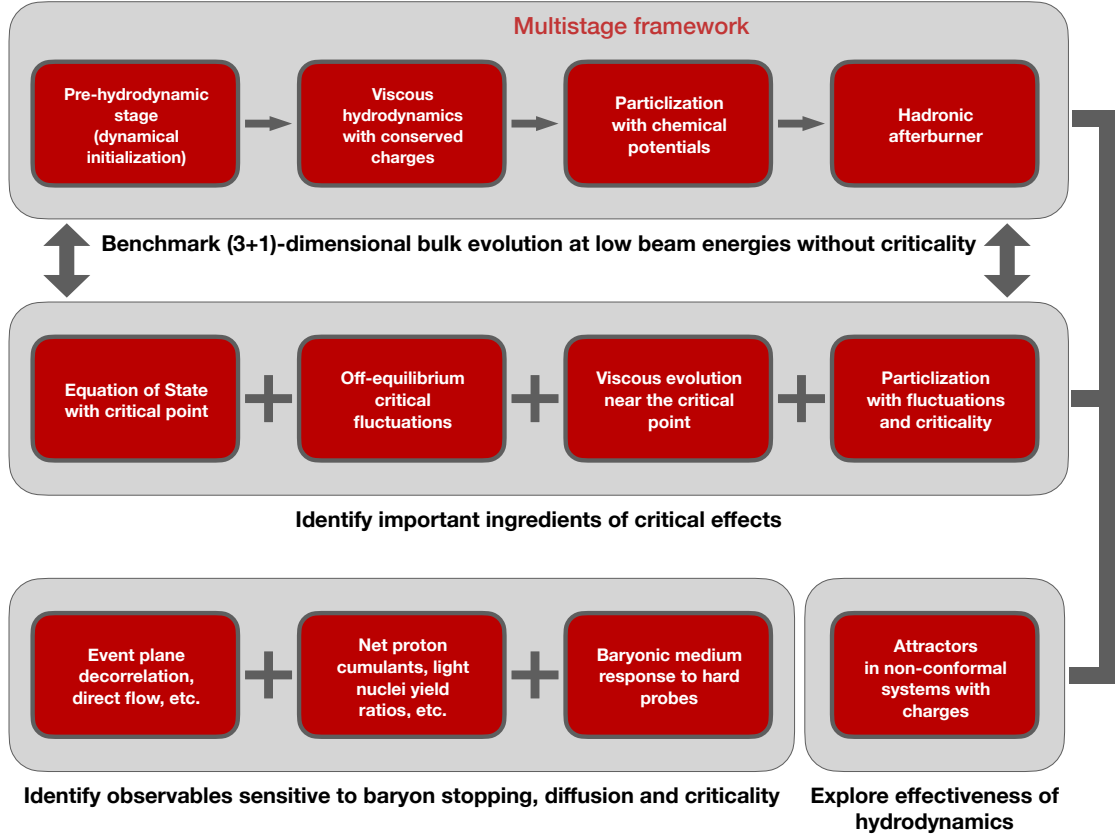 Multistage framework
Pre-hydrodynamic
stage
(dynamical
initialization)
Viscous
hydrodynamics
with conserved
charges
Particlization
with chemical
potentials
Hadronic
afterburner
Benchmark (3+1)-dimensional bulk evolution at low beam energies without criticality
Equation of State
with critical point
Off-equilibrium
critical
fluctuations
Viscous evolution
near the critical
point
Particlization
with fluctuations
and criticality
Identify important ingredients of critical effects
Event plane
decorrelation,
direct flow, etc.
Net proton
cumulants, light
nuclei yield
ratios, etc.
Baryonic medium
response to hard
probes
Attractors
in non-conformal
systems with
charges
Identify observables sensitive to baryon stopping, diffusion and criticality
Explore effectiveness of
hydrodynamics